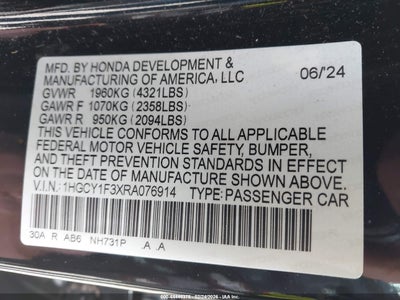 MFD. BY HONDA DEVELOPMENT &
MANUFACTURING OF AMERICA, LLC 06/'24
GVWR 1960KG (4321LBS)
GAWR F 1070KG (2358LBS)
GAWR R 950KG (2094LBS)
THIS VEHICLE CONFORMS TO ALL APPLICABLE
FEDERAL MOTOR VEHICLE SAFETY, BUMPER,
AND THEFT PREVENTION STANDARDS IN EFFECT
ON THE DATE OF MANUFACTURE SHOWN ABOVE.
V.I.N.: 1HGCY1F3XRA076914 TYPE: PASSENGER CAR
30A R AB6 NH731P .A .A